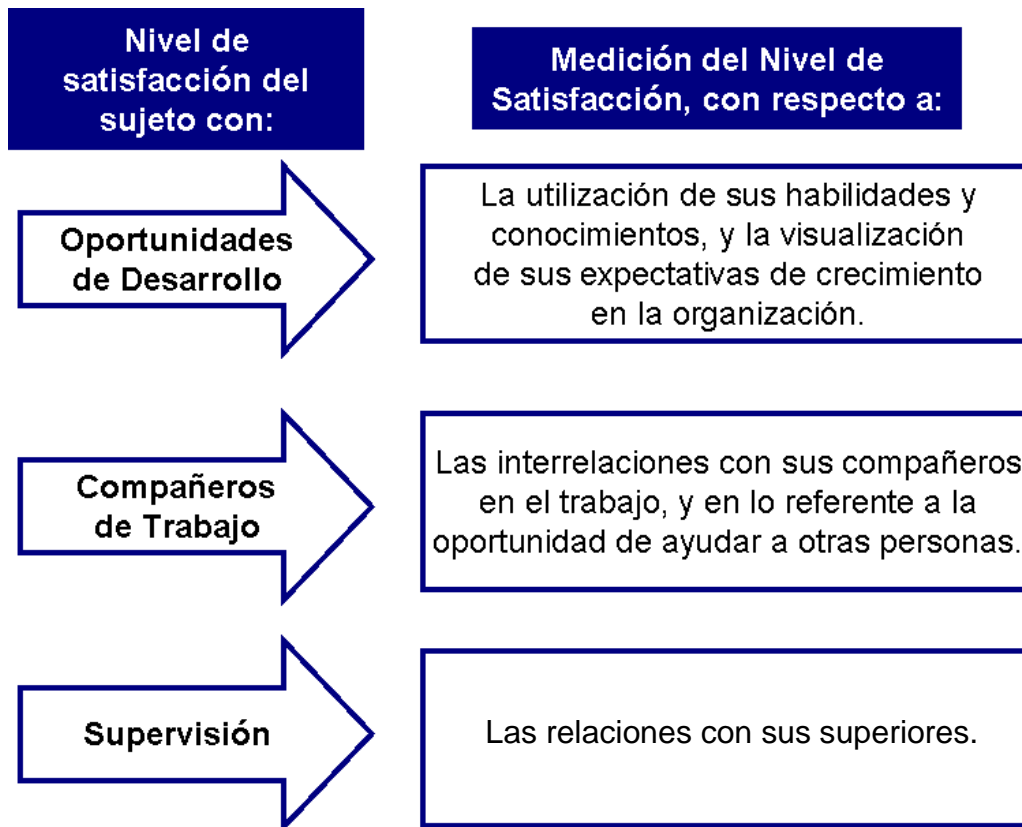 Nivel de
satisfacción del
sujeto con:
Medición del Nivel de
Satisfacción, con respecto a:
Oportunidades
de Desarrollo
La utilización de sus habilidades y
conocimientos, y la visualización
de sus expectativas de crecimiento
en la organización.
Compañeros
de Trabajo
Las interrelaciones con sus compañeros
en el trabajo, y en lo referente a la
oportunidad de ayudar a otras personas.
Supervisión
Las relaciones con sus superiores.